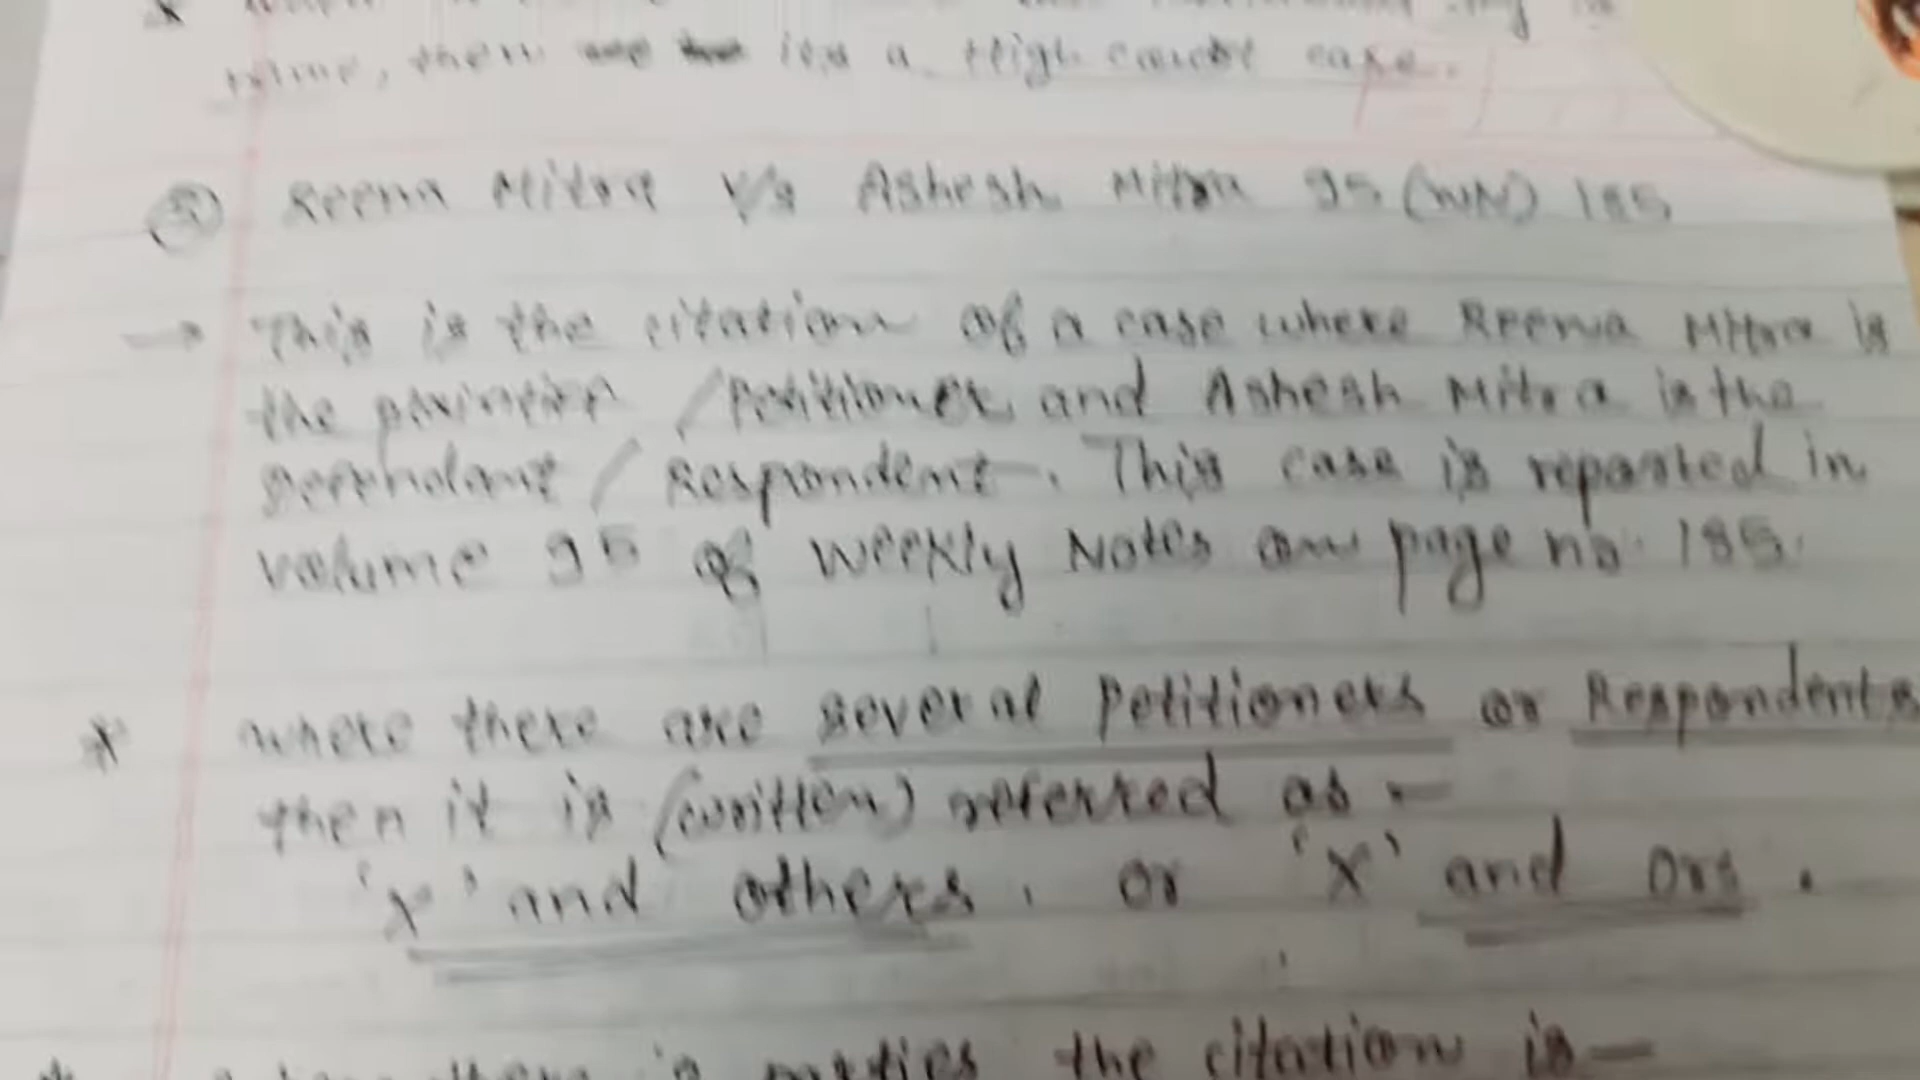 then its a High court case.
③ Reena Mitra V/s Ashesh Mitra 95 (WN) 185
→ This is the citation of a case where Reena Mitra is
the plaintiff / Petitioner and Ashesh Mitra is the
Defendant / Respondent. This case is reported in
volume 95 of Weekly Notes on page no. 185.
* where there are several Petitioners or Respondents
then it is (written) referred as -
'X' and others. or 'X' and Ors.
parties the citation is -